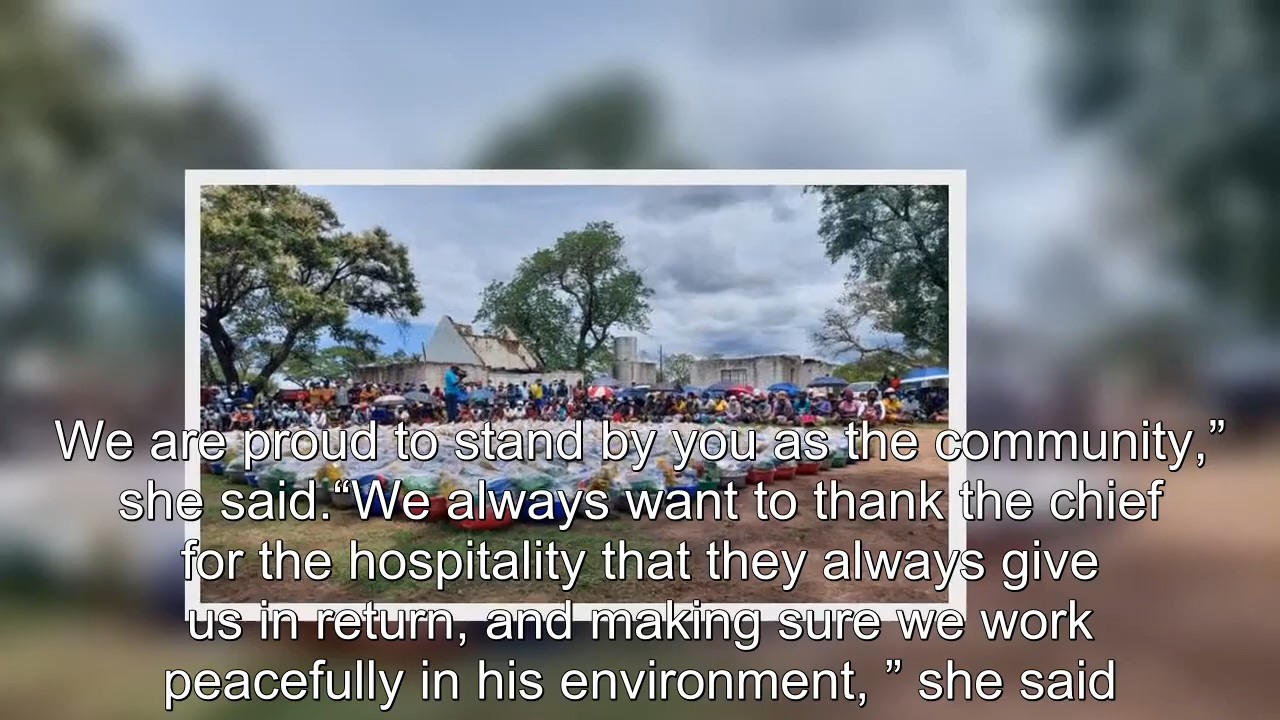 We are proud to stand by you as the community,”
she said.“We always want to thank the chief
for the hospitality that they always give
us in return, and making sure we work
peacefully in his environment, ” she said